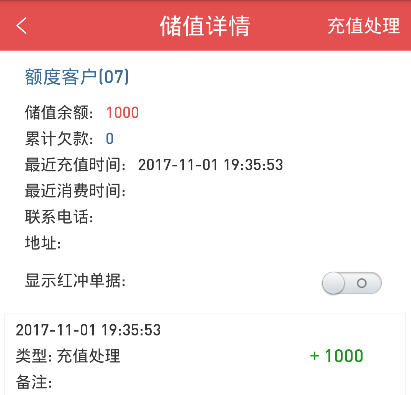 储值详情 充值处理
额度客户(07)
储值余额: 1000
累计欠款: 0
最近充值时间: 2017-11-01 19:35:53
最近消费时间:
联系电话:
地址:
显示红冲单据:
2017-11-01 19:35:53
类型: 充值处理 + 1000
备注: